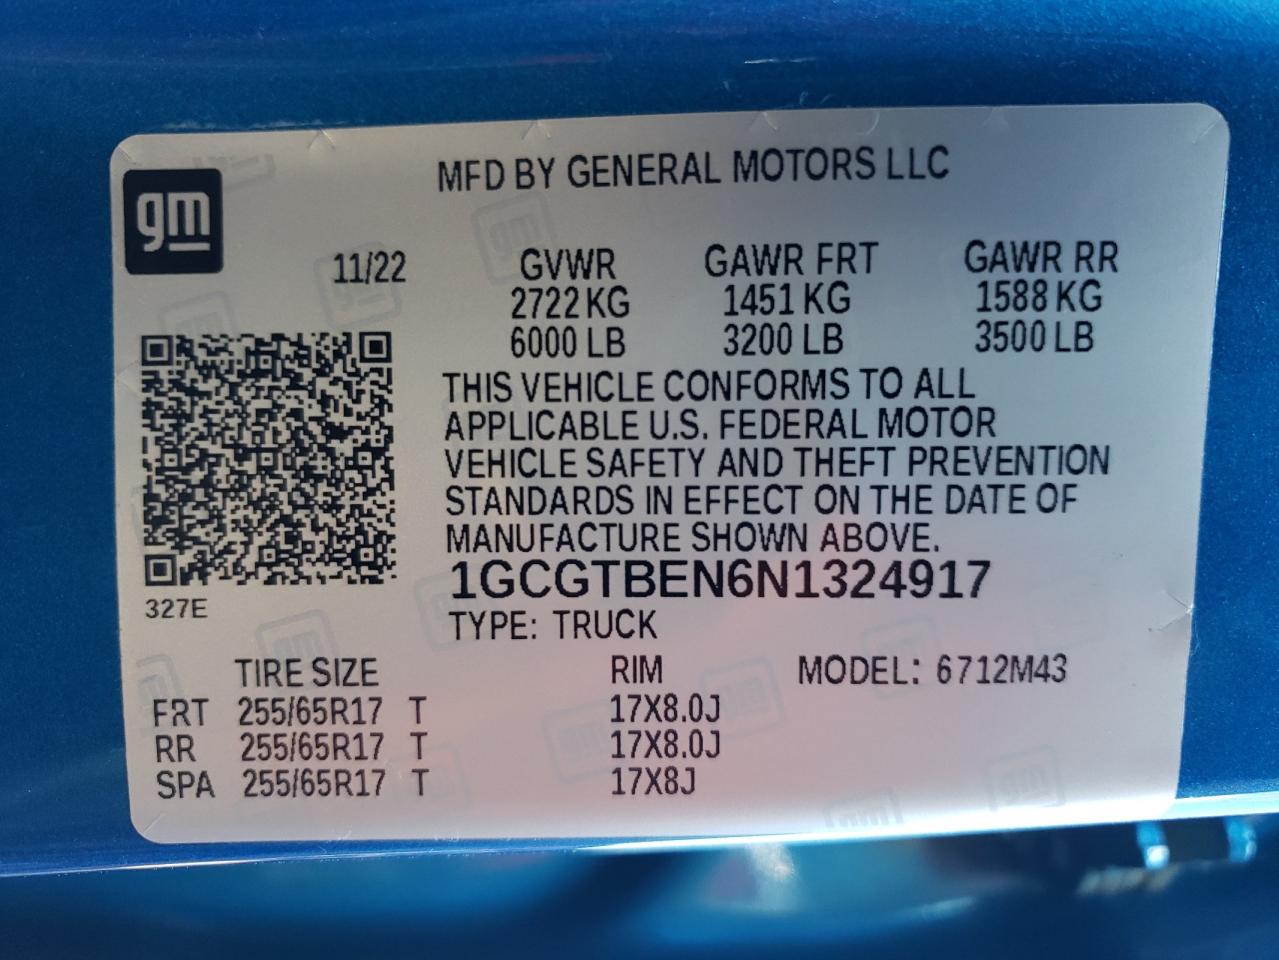 gm
MFD BY GENERAL MOTORS LLC
11/22 GVWR GAWR FRT GAWR RR
2722 KG 1451 KG 1588 KG
6000 LB 3200 LB 3500 LB
THIS VEHICLE CONFORMS TO ALL
APPLICABLE U.S. FEDERAL MOTOR
VEHICLE SAFETY AND THEFT PREVENTION
STANDARDS IN EFFECT ON THE DATE OF
MANUFACTURE SHOWN ABOVE.
1GCGTBEN6N1324917
327E
TYPE: TRUCK
TIRE SIZE RIM MODEL: 6712M43
FRT 255/65R17 T 17X8.0J
RR 255/65R17 T 17X8.0J
SPA 255/65R17 T 17X8J